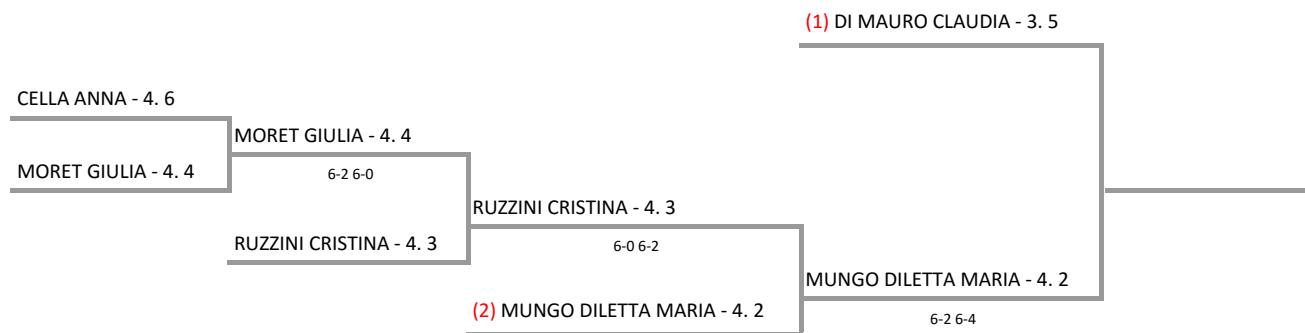 (1) DI MAURO CLAUDIA - 3. 5
CELLA ANNA - 4. 6
MORET GIULIA - 4. 4
MORET GIULIA - 4. 4
6-2 6-0
RUZZINI CRISTINA - 4. 3
RUZZINI CRISTINA - 4. 3
6-0 6-2
MUNGO DILETTA MARIA - 4. 2
(2) MUNGO DILETTA MARIA - 4. 2
6-2 6-4